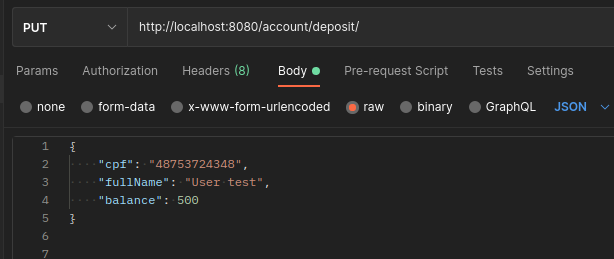 PUT http://localhost:8080/account/deposit/
Params Authorization Headers (8) Body Pre-request Script Tests Settings
none form-data x-www-form-urlencoded raw binary GraphQL JSON
1 {
2 "cpf": "48753724348",
3 "fullName": "User test",
4 "balance": 500
5 }
6
7